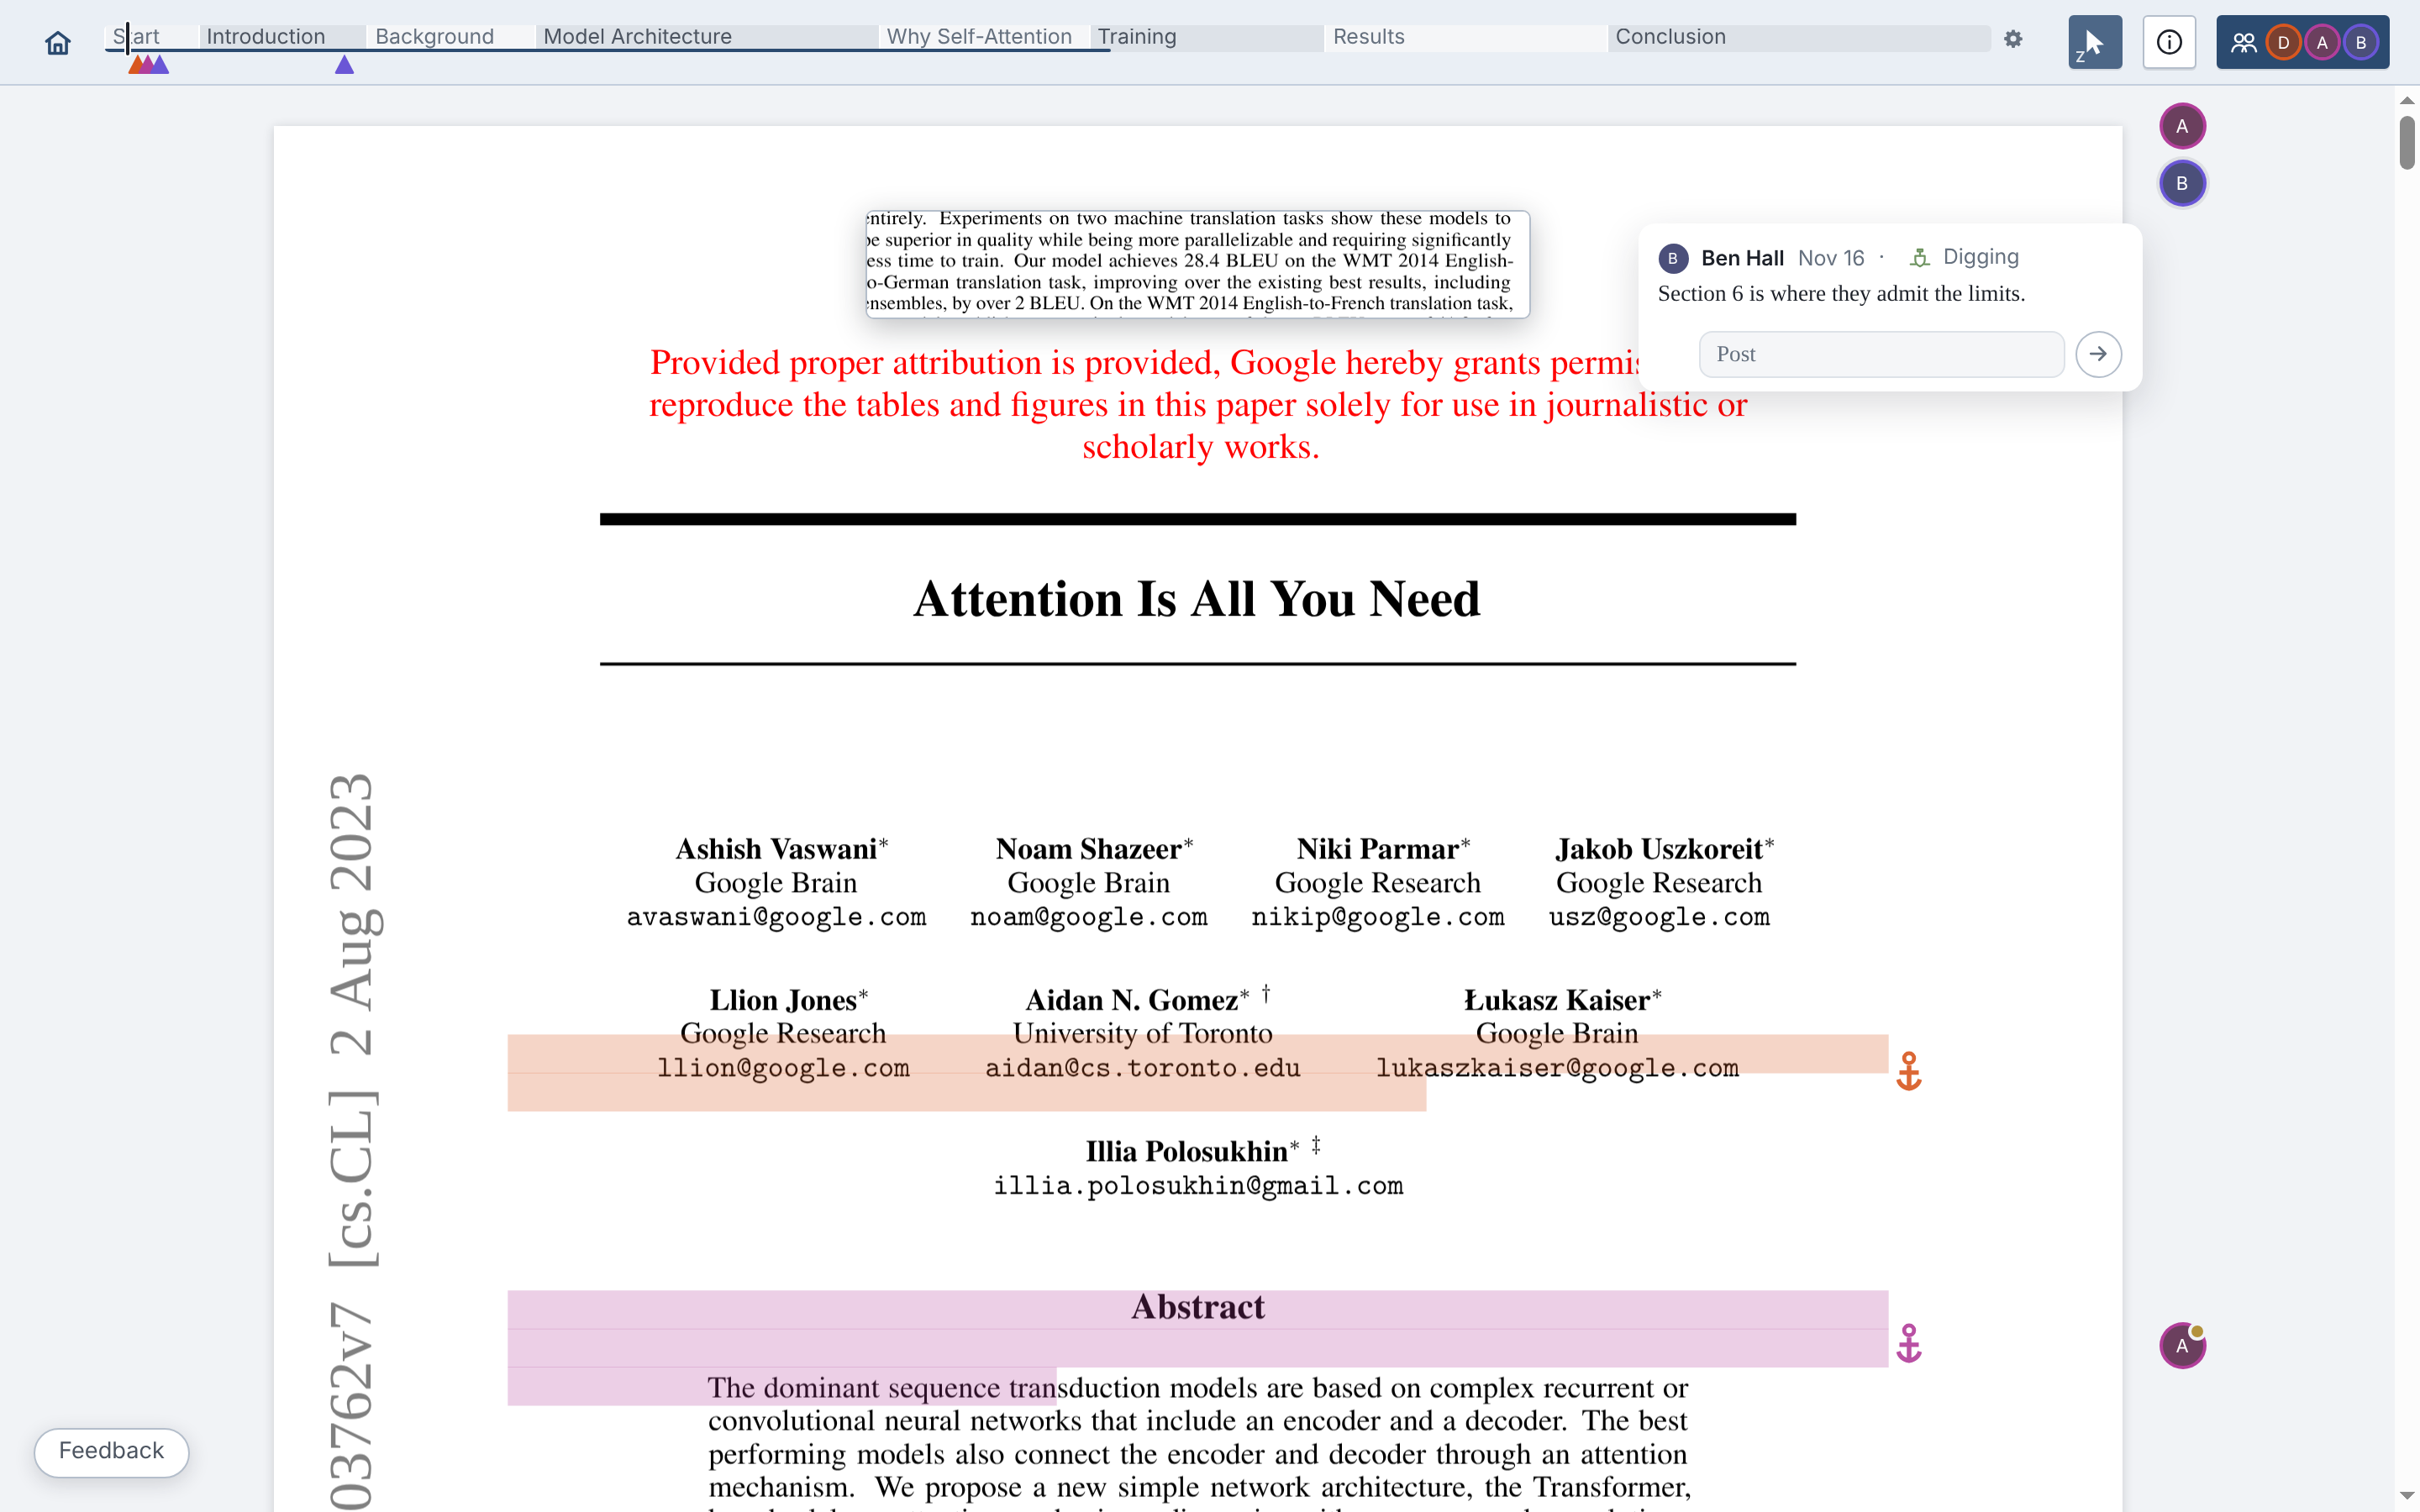 Start Introduction Background Model Architecture Why Self-Attention Training Results Conclusion
z
D A B
A
B
entirely. Experiments on two machine translation tasks show these models to
be superior in quality while being more parallelizable and requiring significantly
ess time to train. Our model achieves 28.4 BLEU on the WMT 2014 English-
o-German translation task, improving over the existing best results, including
ensembles, by over 2 BLEU. On the WMT 2014 English-to-French translation task,
B Ben Hall Nov 16 · Digging
Section 6 is where they admit the limits.
Post
Provided proper attribution is provided, Google hereby grants
reproduce the tables and figures in this paper solely for use in journalistic or
scholarly works.
Attention Is All You Need
Ashish Vaswani* Noam Shazeer* Niki Parmar* Jakob Uszkoreit*
Google Brain Google Brain Google Research Google Research
avaswani@google.com noam@google.com nikip@google.com usz@google.com
Llion Jones* Aidan N. Gomez* † Łukasz Kaiser*
Google Research University of Toronto Google Brain
llion@google.com aidan@cs.toronto.edu lukaszkaiser@google.com
Illia Polosukhin* ‡
illia.polosukhin@gmail.com
03762v7 [cs.CL] 2 Aug 2023
Abstract
A
The dominant sequence transduction models are based on complex recurrent or
convolutional neural networks that include an encoder and a decoder. The best
performing models also connect the encoder and decoder through an attention
mechanism. We propose a new simple network architecture, the Transformer,
Feedback